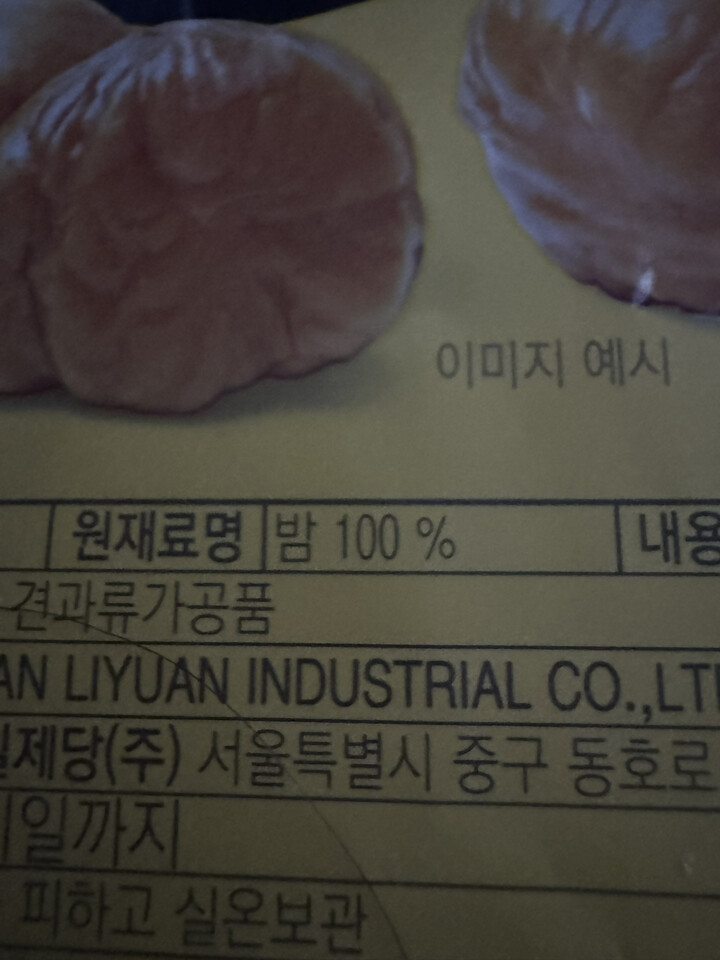 이미지 예시
원재료명 밤 100 % 내용
견과류가공품
AN LIYUAN INDUSTRIAL CO.,LT
제당(주) 서울특별시 중구 동호로
일까지
피하고 실온보관